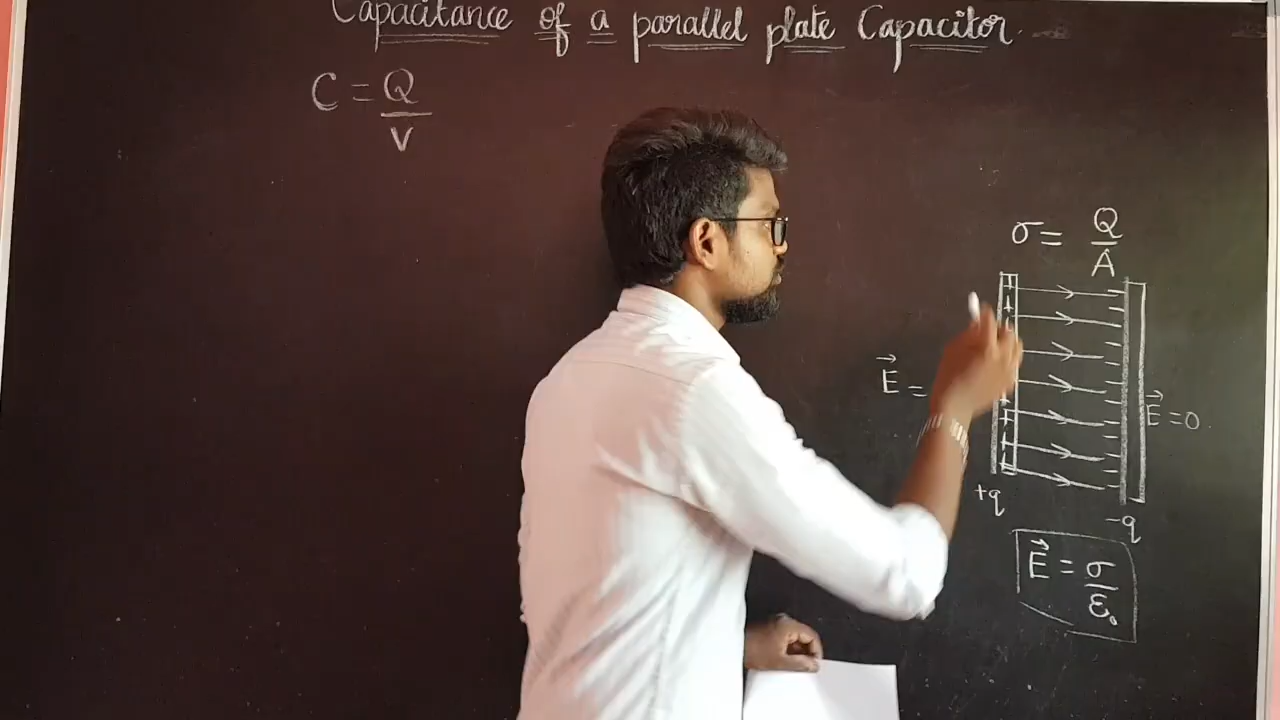 Capacitance of a parallel plate Capacitor.
C = Q
V
σ = Q
A
E⃗ =
E⃗ = 0
+q
-q
E⃗ = σ
ε₀